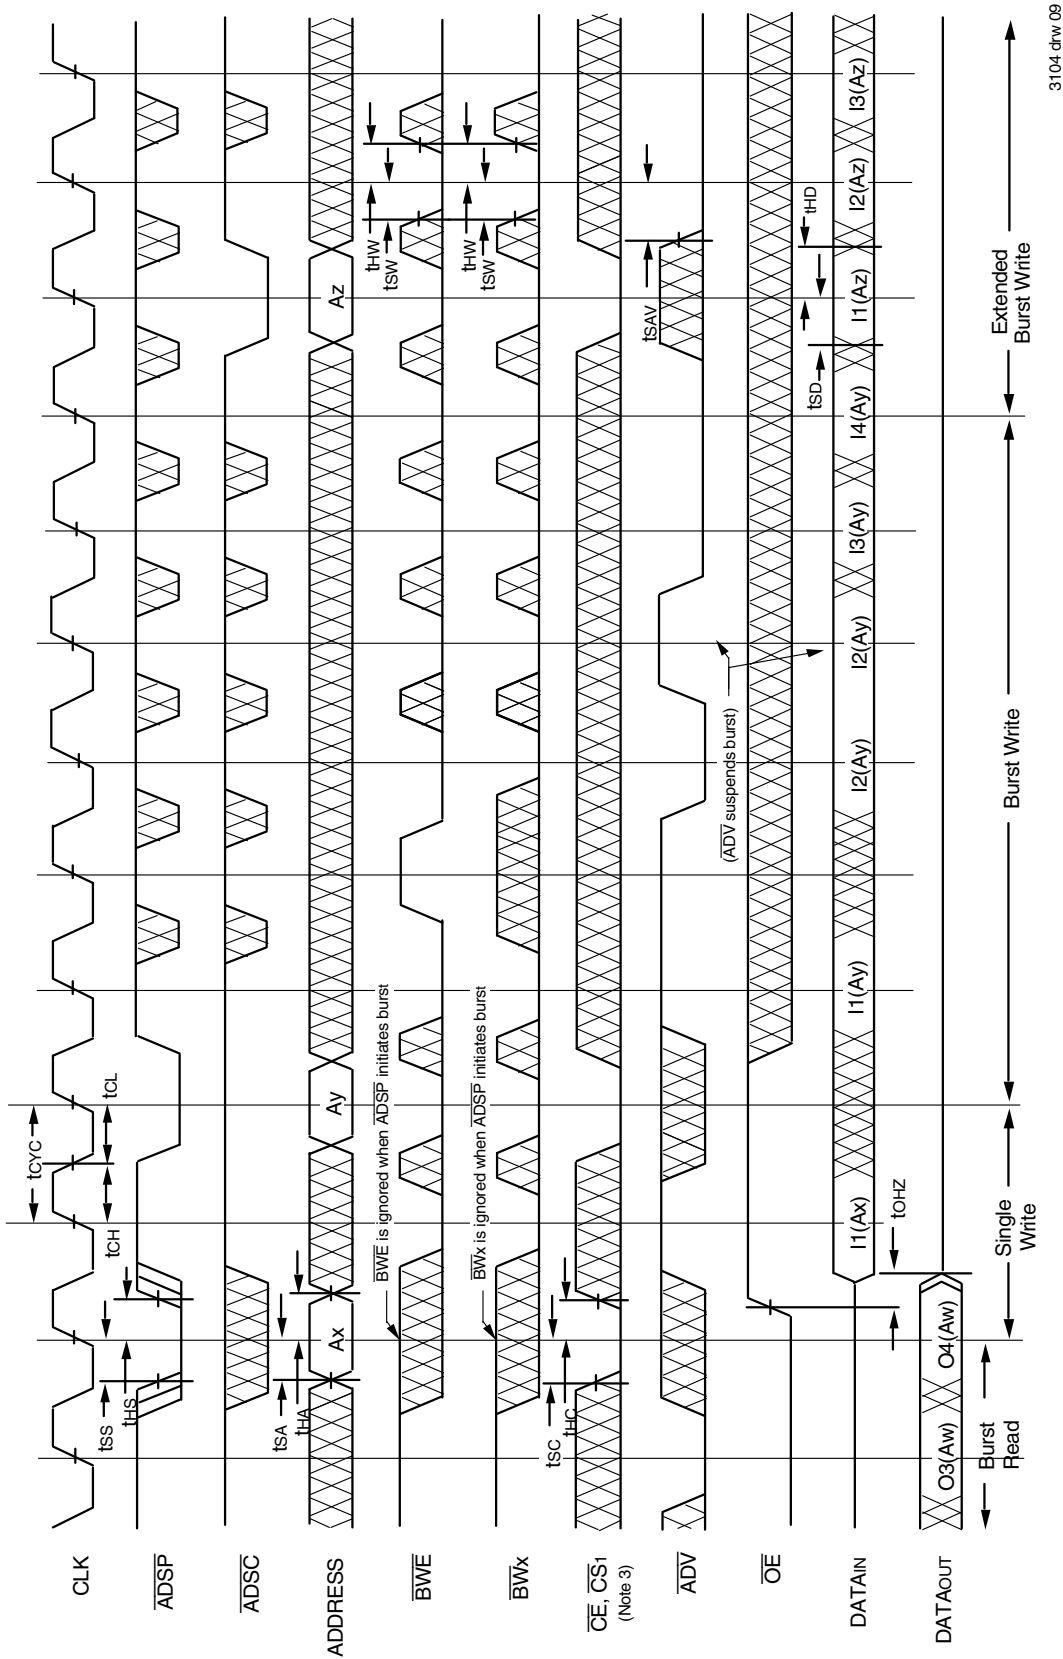 CLK
tCYC
tCH
tCL
ADSP
tSS
tHS
ADSC
ADDRESS
tSA
tHA
Ax
Ay
Az
BWE is ignored when ADSP initiates burst
BWE
tHW
tSW
BWx is ignored when ADSP initiates burst
BWx
tHW
tSW
CE, CS1
(Note 3)
tSC
tHC
ADV
tSAV
(ADV suspends burst)
OE
tOHZ
tSD
tHD
DATAIN
I1(Ax)
I1(Ay)
I2(Ay)
I2(Ay)
I3(Ay)
I4(Ay)
I1(Az)
I2(Az)
I3(Az)
DATAOUT
O3(Aw)
O4(Aw)
Burst
Read
Single
Write
Burst Write
Extended
Burst Write
3104 drw 09